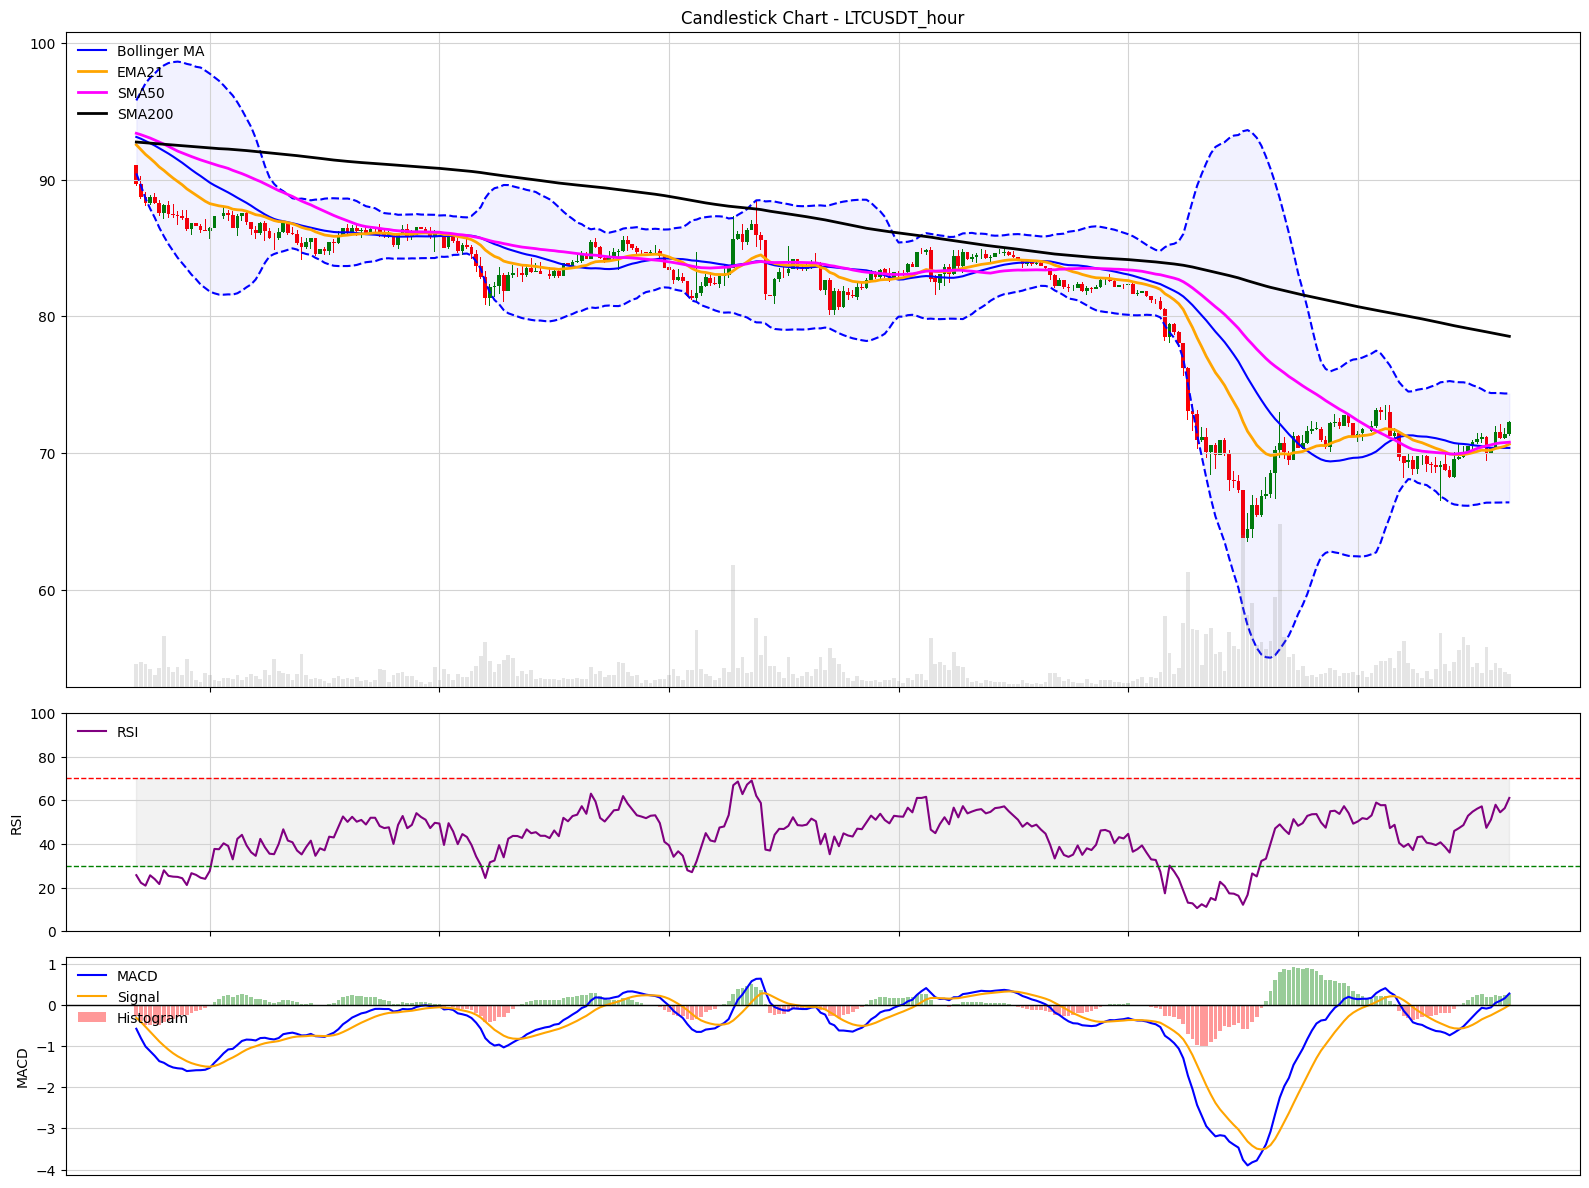 Candlestick Chart - LTCUSDT_hour
100
90
80
70
60
Bollinger MA
EMA21
SMA50
SMA200
100
80
60
40
20
0
RSI
RSI
1
0
−1
−2
−3
−4
MACD
MACD
Signal
Histogram